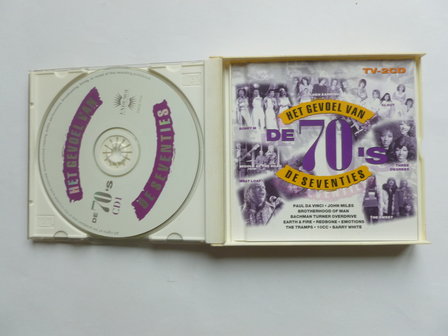 HET GEVOEL VAN
DE SEVENTIES
DE 70's
CD1
TV-2CD
HET GEVOEL VAN
DE 70'S
DE SEVENTIES
BONEY M
MEAT LOAF
THREE
DEGREES
THE SWEET
PAUL DA VINCI • JOHN MILES
BROTHERHOOD OF MAN
BACHMAN TURNER OVERDRIVE
EARTH & FIRE • REDBONE • EMOTIONS
THE TRAMPS • 10CC • BARRY WHITE